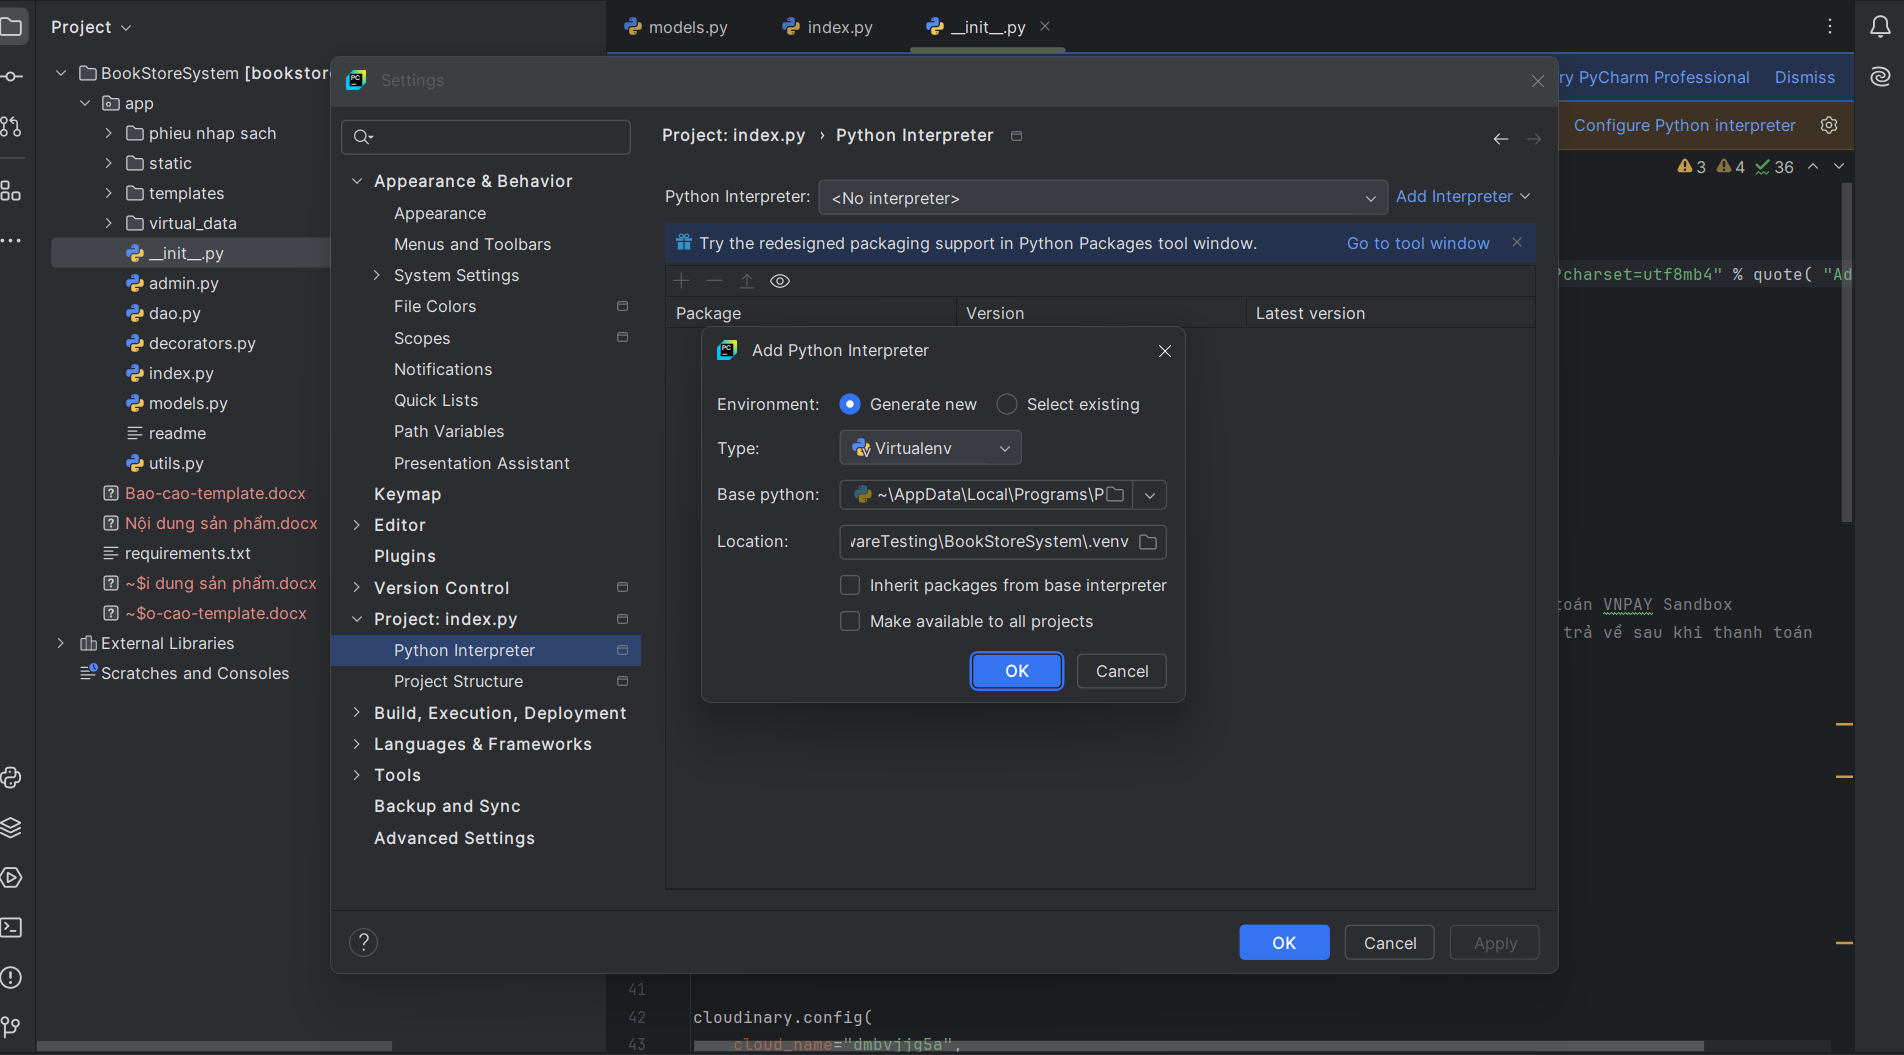 Project
models.py
index.py
__init__.py
BookStoreSystem [bookstore
app
phieu nhap sach
static
templates
virtual_data
__init__.py
admin.py
dao.py
decorators.py
index.py
models.py
readme
utils.py
Bao-cao-template.docx
Nội dung sản phẩm.docx
requirements.txt
~$i dung sản phẩm.docx
~$o-cao-template.docx
External Libraries
Scratches and Consoles
Settings
Appearance & Behavior
Appearance
Menus and Toolbars
System Settings
File Colors
Scopes
Notifications
Quick Lists
Path Variables
Presentation Assistant
Keymap
Editor
Plugins
Version Control
Project: index.py
Python Interpreter
Project Structure
Build, Execution, Deployment
Languages & Frameworks
Tools
Backup and Sync
Advanced Settings
Project: index.py › Python Interpreter
Python Interpreter: <No interpreter> Add Interpreter
Try the redesigned packaging support in Python Packages tool window. Go to tool window
Package Version Latest version
Add Python Interpreter
Environment: Generate new Select existing
Type: Virtualenv
Base python: ~\AppData\Local\Programs\P
Location: wareTesting\BookStoreSystem\.venv
Inherit packages from base interpreter
Make available to all projects
OK Cancel
? OK Cancel Apply
ry PyCharm Professional Dismiss
Configure Python interpreter
3 4 36
?charset=utf8mb4" % quote( "Ad
toán VNPAY Sandbox
trả về sau khi thanh toán
41
42 cloudinary.config(
43 cloud_name="dmbvjjg5a",